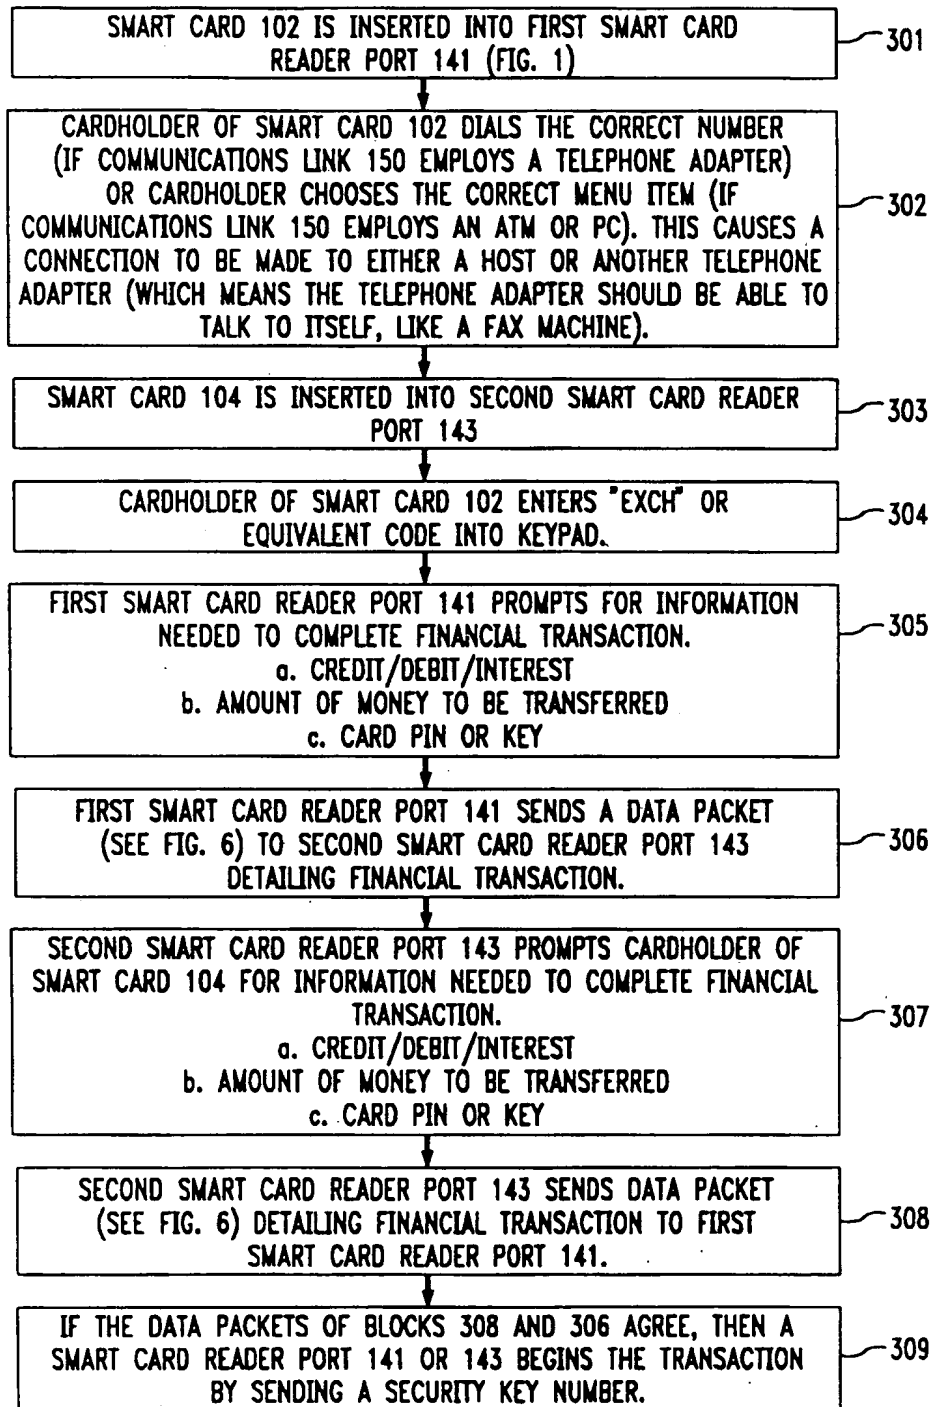 SMART CARD 102 IS INSERTED INTO FIRST SMART CARD
READER PORT 141 (FIG. 1)
301
CARDHOLDER OF SMART CARD 102 DIALS THE CORRECT NUMBER
(IF COMMUNICATIONS LINK 150 EMPLOYS A TELEPHONE ADAPTER)
OR CARDHOLDER CHOOSES THE CORRECT MENU ITEM (IF
COMMUNICATIONS LINK 150 EMPLOYS AN ATM OR PC). THIS CAUSES A
CONNECTION TO BE MADE TO EITHER A HOST OR ANOTHER TELEPHONE
ADAPTER (WHICH MEANS THE TELEPHONE ADAPTER SHOULD BE ABLE TO
TALK TO ITSELF, LIKE A FAX MACHINE).
302
SMART CARD 104 IS INSERTED INTO SECOND SMART CARD READER
PORT 143
303
CARDHOLDER OF SMART CARD 102 ENTERS "EXCH" OR
EQUIVALENT CODE INTO KEYPAD.
304
FIRST SMART CARD READER PORT 141 PROMPTS FOR INFORMATION
NEEDED TO COMPLETE FINANCIAL TRANSACTION.
a. CREDIT/DEBIT/INTEREST
b. AMOUNT OF MONEY TO BE TRANSFERRED
c. CARD PIN OR KEY
305
FIRST SMART CARD READER PORT 141 SENDS A DATA PACKET
(SEE FIG. 6) TO SECOND SMART CARD READER PORT 143
DETAILING FINANCIAL TRANSACTION.
306
SECOND SMART CARD READER PORT 143 PROMPTS CARDHOLDER OF
SMART CARD 104 FOR INFORMATION NEEDED TO COMPLETE FINANCIAL
TRANSACTION.
a. CREDIT/DEBIT/INTEREST
b. AMOUNT OF MONEY TO BE TRANSFERRED
c. CARD PIN OR KEY
307
SECOND SMART CARD READER PORT 143 SENDS DATA PACKET
(SEE FIG. 6) DETAILING FINANCIAL TRANSACTION TO FIRST
SMART CARD READER PORT 141.
308
IF THE DATA PACKETS OF BLOCKS 308 AND 306 AGREE, THEN A
SMART CARD READER PORT 141 OR 143 BEGINS THE TRANSACTION
BY SENDING A SECURITY KEY NUMBER.
309